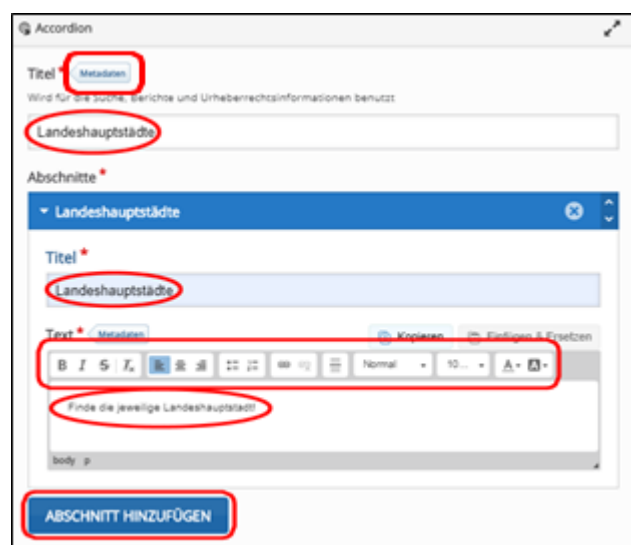 Accordion
Titel * Metadaten
Wird für die Suche, Berichte und Urheberrechtsinformationen benutzt
Landeshauptstädte
Abschnitte *
Landeshauptstädte
Titel *
Landeshauptstädte
Text * Metadaten Kopieren Einfügen & Ersetzen
B I S Tx Normal 10... A A
Finde die jeweilige Landeshauptstadt!
body p
ABSCHNITT HINZUFÜGEN